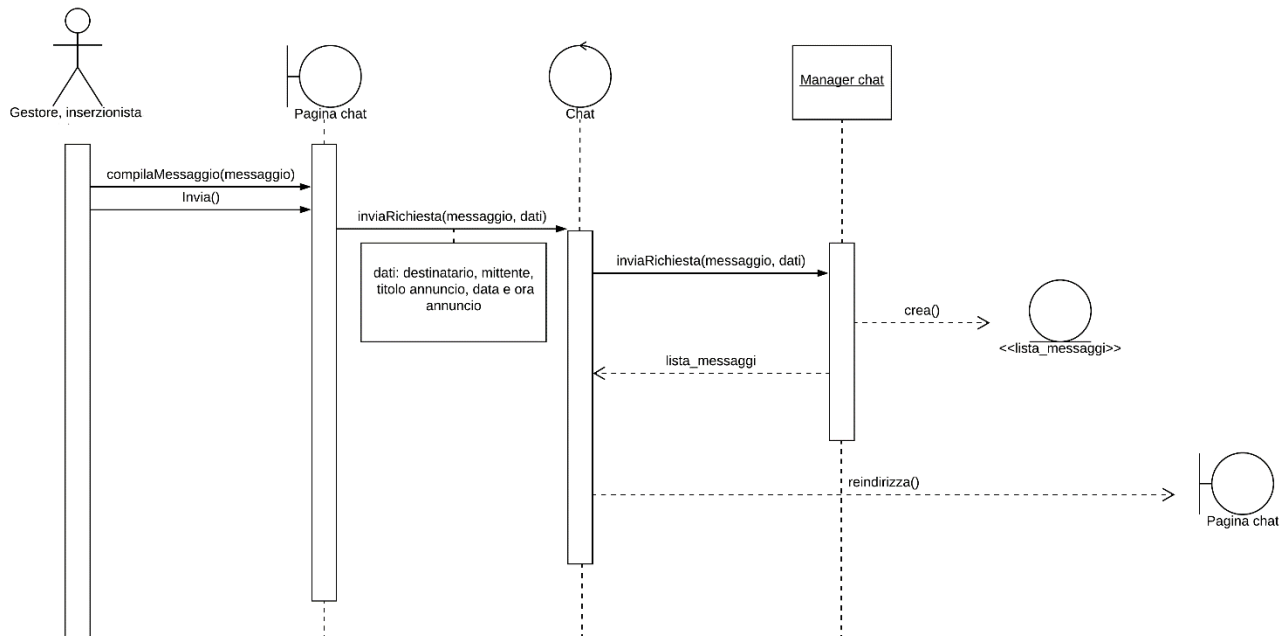 Gestore, inserzionista
Pagina chat
Chat
Manager chat
compilaMessaggio(messaggio)
Invia()
inviaRichiesta(messaggio, dati)
dati: destinatario, mittente,
titolo annuncio, data e ora
annuncio
inviaRichiesta(messaggio, dati)
crea()
<<lista_messaggi>>
lista_messaggi
reindirizza()
Pagina chat